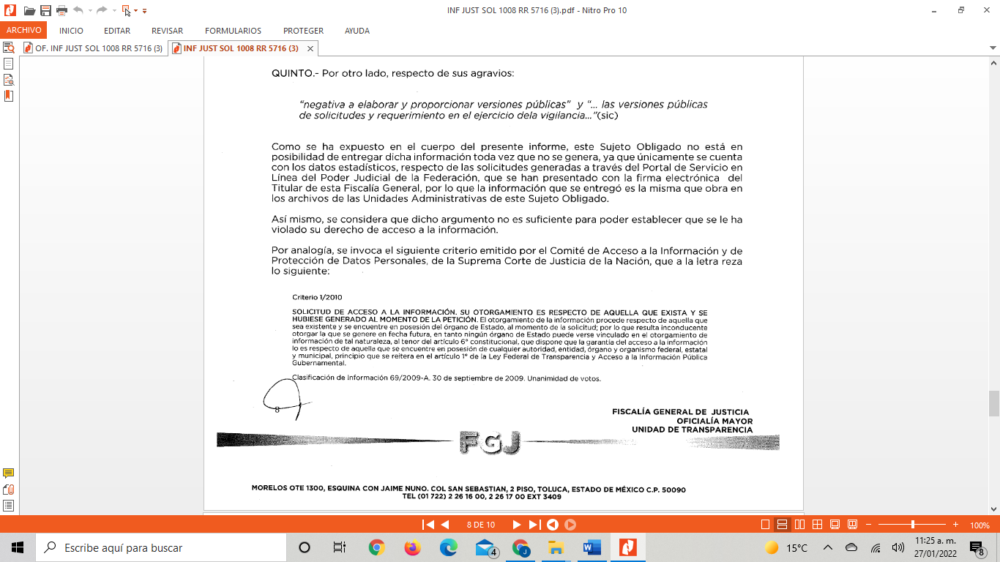 INF JUST SOL 1008 RR 5716 (3).pdf - Nitro Pro 10
ARCHIVO INICIO EDITAR REVISAR FORMULARIOS PROTEGER AYUDA
OF. INF JUST SOL 1008 RR 5716 (3) INF JUST SOL 1008 RR 5716 (3)
QUINTO.- Por otro lado, respecto de sus agravios:
“negativa a elaborar y proporcionar versiones públicas” y “... las versiones públicas
de solicitudes y requerimiento en el ejercicio dela vigilancia...”(sic)
Como se ha expuesto en el cuerpo del presente informe, este Sujeto Obligado no está en
posibilidad de entregar dicha información toda vez que no se genera, ya que únicamente se cuenta
con los datos estadísticos, respecto de las solicitudes generadas a través del Portal de Servicio en
Línea del Poder Judicial de la Federación, que se han presentado con la firma electrónica del
Titular de esta Fiscalía General, por lo que la información que se entregó es la misma que obra en
los archivos de las Unidades Administrativas de este Sujeto Obligado.
Así mismo, se considera que dicho argumento no es suficiente para poder establecer que se le ha
violado su derecho de acceso a la información.
Por analogía, se invoca el siguiente criterio emitido por el Comité de Acceso a la Información y de
Protección de Datos Personales, de la Suprema Corte de Justicia de la Nación, que a la letra reza
lo siguiente:
Criterio 1/2010
SOLICITUD DE ACCESO A LA INFORMACIÓN. SU OTORGAMIENTO ES RESPECTO DE AQUELLA QUE EXISTA Y SE
HUBIESE GENERADO AL MOMENTO DE LA PETICIÓN. El otorgamiento de la información procede respecto de aquella que
sea existente y se encuentre en posesión del órgano de Estado, al momento de la solicitud; por lo que resulta inconducente
otorgar la que se genere en fecha futura, en tanto ningún órgano de Estado puede verse vinculado en el otorgamiento de
información de tal naturaleza, al tenor del artículo 6° constitucional, que dispone que la garantía del acceso a la información
lo es respecto de aquella que se encuentre en posesión de cualquier autoridad, entidad, órgano y organismo federal, estatal
y municipal, principio que se reitera en el artículo 1° de la Ley Federal de Transparencia y Acceso a la Información Pública
Gubernamental.
Clasificación de Información 69/2009-A. 30 de septiembre de 2009. Unanimidad de votos.
8
FISCALÍA GENERAL DE JUSTICIA
OFICIALÍA MAYOR
UNIDAD DE TRANSPARENCIA
FGJ
MORELOS OTE 1300, ESQUINA CON JAIME NUNO. COL SAN SEBASTIAN, 2 PISO, TOLUCA, ESTADO DE MÉXICO C.P. 50090
TEL (01 722) 2 26 16 00, 2 26 17 00 EXT 3409
8 DE 10
100%
Escribe aquí para buscar
4
J
15°C
11:25 a. m.
27/01/2022
8